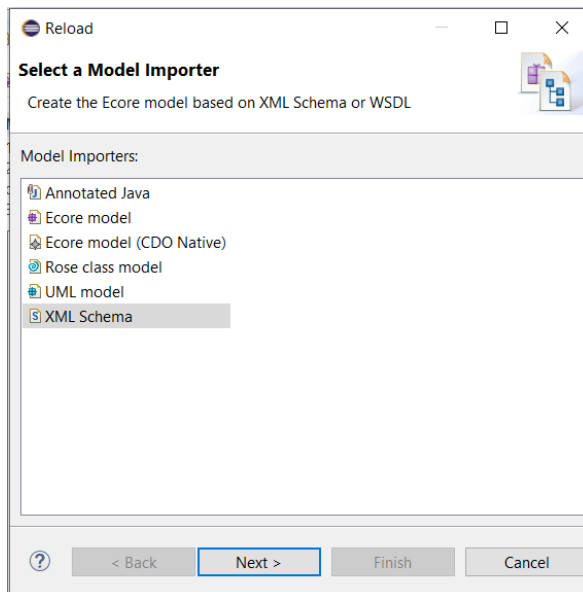 Reload
Select a Model Importer
Create the Ecore model based on XML Schema or WSDL
Model Importers:
Annotated Java
Ecore model
Ecore model (CDO Native)
Rose class model
UML model
XML Schema
? < Back Next > Finish Cancel